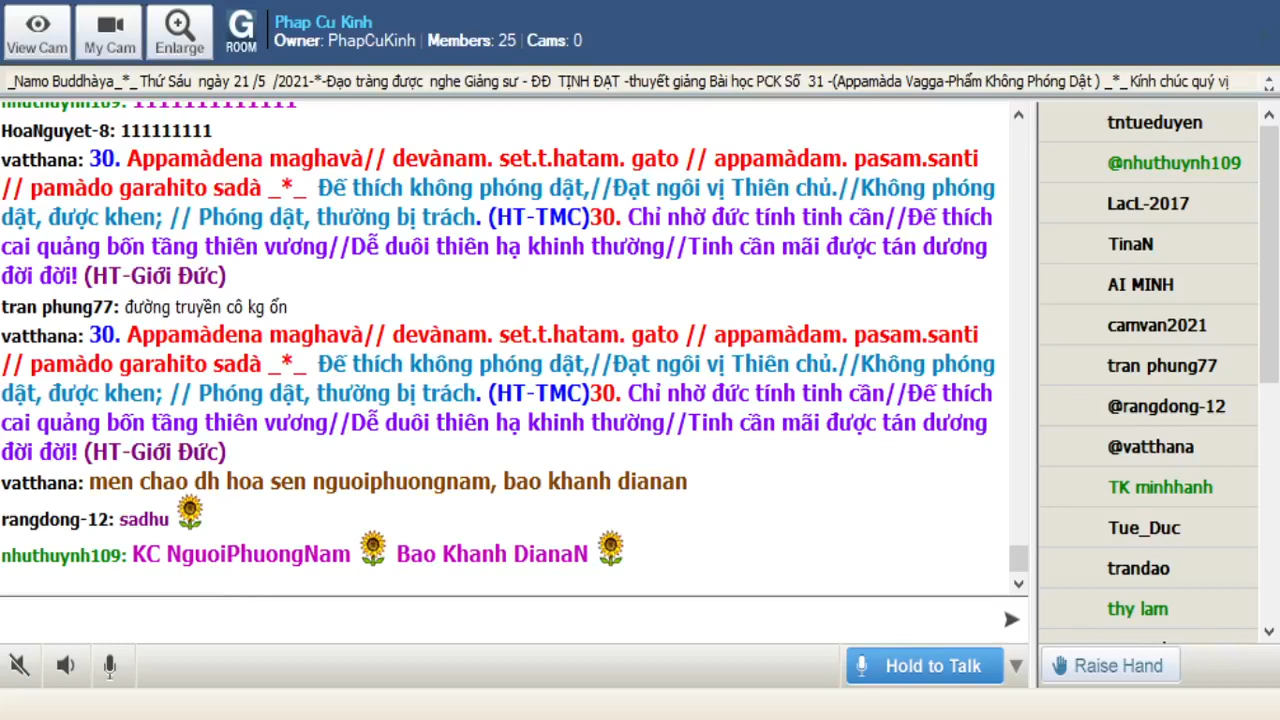 Phap Cu Kinh
View Cam
My Cam
Enlarge
G ROOM
Owner: PhapCuKinh | Members: 25 | Cams: 0
_Namo Buddhàya_*_Thứ Sáu ngày 21 /5 /2021-*-Đạo tràng được nghe Giảng sư - ĐĐ TỊNH ĐẠT -thuyết giảng Bài học PCK Số 31 -(Appamàda Vagga-Phẩm Không Phóng Dật ) _*_Kính chúc quý vị
nhuthuynh109: 1111111111111
HoaNguyet-8: 111111111
vatthana: 30. Appamàdena maghavà// devànam. set.t.hatam. gato // appamàdam. pasam.santi
// pamàdo garahito sadà _*_ Đế thích không phóng dật,//Đạt ngôi vị Thiên chủ.//Không phóng
dật, được khen; // Phóng dật, thường bị trách. (HT-TMC)30. Chỉ nhờ đức tính tinh cần//Đế thích
cai quảng bốn tầng thiên vương//Dễ duôi thiên hạ khinh thường//Tinh cần mãi được tán dương
đời đời! (HT-Giới Đức)
tran phung77: đường truyền cô kg ổn
vatthana: 30. Appamàdena maghavà// devànam. set.t.hatam. gato // appamàdam. pasam.santi
// pamàdo garahito sadà _*_ Đế thích không phóng dật,//Đạt ngôi vị Thiên chủ.//Không phóng
dật, được khen; // Phóng dật, thường bị trách. (HT-TMC)30. Chỉ nhờ đức tính tinh cần//Đế thích
cai quảng bốn tầng thiên vương//Dễ duôi thiên hạ khinh thường//Tinh cần mãi được tán dương
đời đời! (HT-Giới Đức)
vatthana: men chao dh hoa sen nguoiphuongnam, bao khanh dianan
rangdong-12: sadhu
nhuthuynh109: KC NguoiPhuongNam Bao Khanh DianaN
tntueduyen
@nhuthuynh109
LacL-2017
TinaN
AI MINH
camvan2021
tran phung77
@rangdong-12
@vatthana
TK minhhanh
Tue_Duc
trandao
thy lam
Hold to Talk
Raise Hand